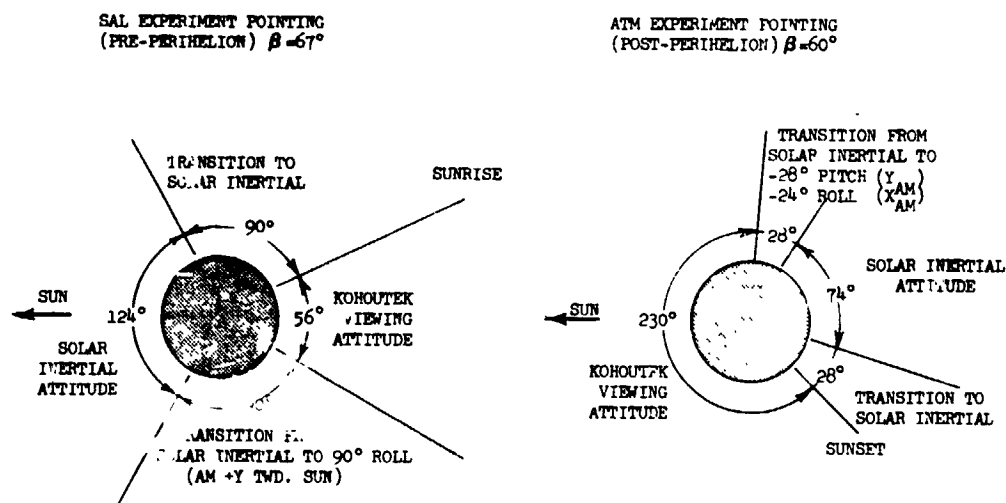 SAL EXPERIMENT POINTING
(PRE-PERIHELION) β=67°
TRANSITION TO
SOLAR INERTIAL
SUNRISE
90°
SUN
124°
56°
KOHOUTEK
VIEWING
ATTITUDE
SOLAR
INERTIAL
ATTITUDE
INERTIAL TO 90° ROLL
(AM +Y TWD. SUN)
ATM EXPERIMENT POINTING
(POST-PERIHELION) β=60°
TRANSITION FROM
SOLAR INERTIAL TO
-28° PITCH (Y AM)
-24° ROLL (X AM)
28°
SOLAR INERTIAL
ATTITUDE
74°
SUN
230°
KOHOUTEK
VIEWING
ATTITUDE
28°
TRANSITION TO
SOLAR INERTIAL
SUNSET